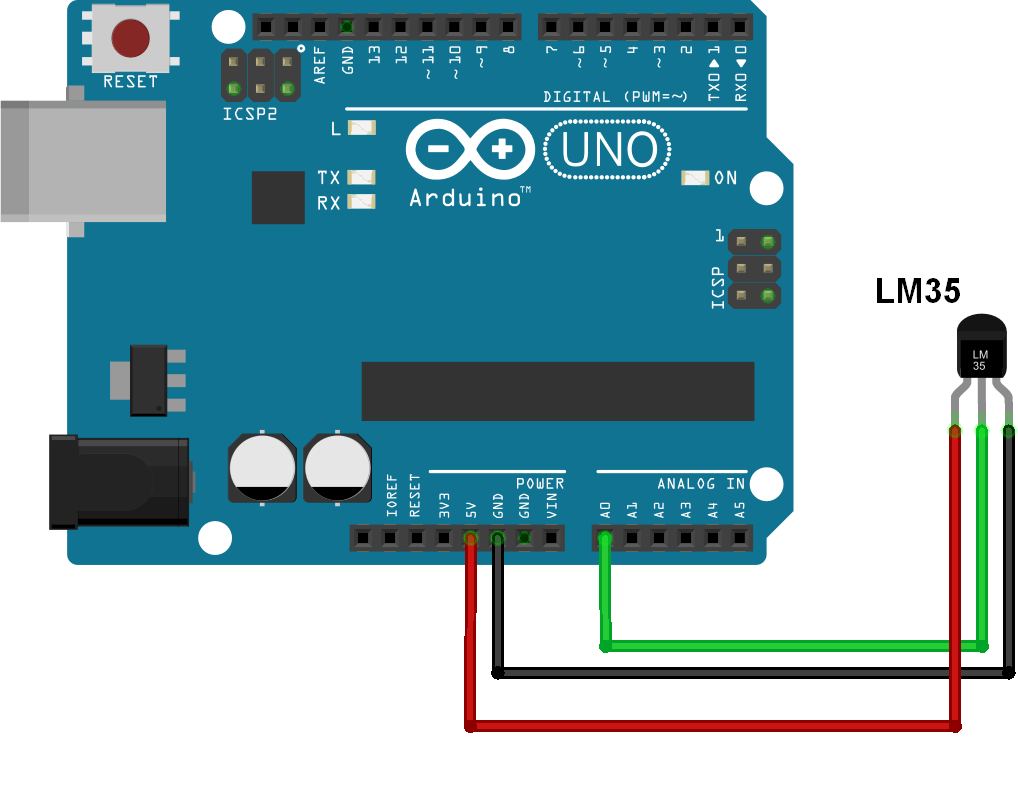 RESET
ICSP2
AREF
GND
13
12
~11
~10
~9
8
7
~6
~5
4
~3
2
TX0▶1
RX0◀0
DIGITAL (PWM=~)
L
TX
RX
Arduino™
UNO
ON
1
ICSP
LM35
LM
35
POWER
ANALOG IN
IOREF
RESET
3V3
5V
GND
GND
VIN
A0
A1
A2
A3
A4
A5